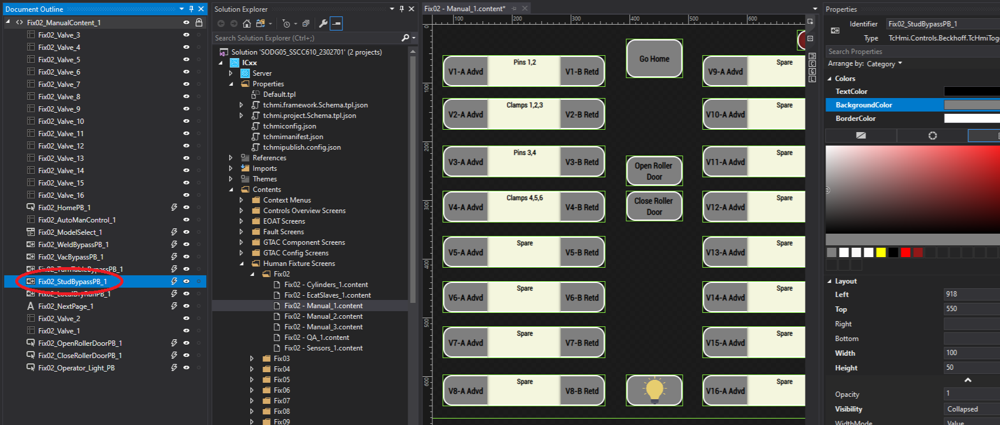 Document Outline
Fix02_ManualContent_1
Fix02_Valve_3
Fix02_Valve_4
Fix02_Valve_5
Fix02_Valve_6
Fix02_Valve_7
Fix02_Valve_8
Fix02_Valve_9
Fix02_Valve_10
Fix02_Valve_11
Fix02_Valve_12
Fix02_Valve_13
Fix02_Valve_14
Fix02_Valve_15
Fix02_Valve_16
Fix02_HomePB_1
Fix02_AutoManControl_1
Fix02_ModelSelect_1
Fix02_WeldBypassPB_1
Fix02_VacBypassPB_1
Fix02_TurnTableBypassPB_1
Fix02_StudBypassPB_1
Fix02_LocalDryRunPB_1
Fix02_NextPage_1
Fix02_Valve_2
Fix02_Valve_1
Fix02_OpenRollerDoorPB_1
Fix02_CloseRollerDoorPB_1
Fix02_Operator_Light_PB
Solution Explorer
Search Solution Explorer (Ctrl+;)
Solution 'SODG05_SSCC610_2302701' (2 projects)
ICxx
Server
Properties
Default.tpl
tchmi.framework.Schema.tpl.json
tchmi.project.Schema.tpl.json
tchmiconfig.json
tchmimanifest.json
tchmipublish.config.json
References
Imports
Themes
Contents
Context Menus
Controls Overview Screens
EOAT Screens
Fault Screens
GTAC Component Screens
GTAC Config Screens
Human Fixture Screens
Fix02
Fix02 - Cylinders_1.content
Fix02 - EcatSlaves_1.content
Fix02 - Manual_1.content
Fix02 - Manual_2.content
Fix02 - Manual_3.content
Fix02 - QA_1.content
Fix02 - Sensors_1.content
Fix03
Fix04
Fix05
Fix06
Fix07
Fix08
Fix09
Fix02 - Manual_1.content*
100 200 300 400 500 600
0
100
200
300
400
500
600
V1-A Advd Pins 1,2 V1-B Retd
V2-A Advd Clamps 1,2,3 V2-B Retd
V3-A Advd Pins 3,4 V3-B Retd
V4-A Advd Clamps 4,5,6 V4-B Retd
V5-A Advd Spare V5-B Retd
V6-A Advd Spare V6-B Retd
V7-A Advd Spare V7-B Retd
V8-A Advd Spare V8-B Retd
Go Home
Open Roller
Door
Close Roller
Door
V9-A Advd Spare
V10-A Advd Spare
V11-A Advd Spare
V12-A Advd Spare
V13-A Advd Spare
V14-A Advd Spare
V15-A Advd Spare
V16-A Advd Spare
C
G
L
Properties
Identifier Fix02_StudBypassPB_1
Type TcHmi.Controls.Beckhoff.TcHmiTogg
Search Properties
Arrange by: Category
Colors
TextColor
BackgroundColor
BorderColor
Layout
Left 918
Top 550
Right
Bottom
Width 100
Height 50
Opacity 1
Visibility Collapsed
WidthMode Value